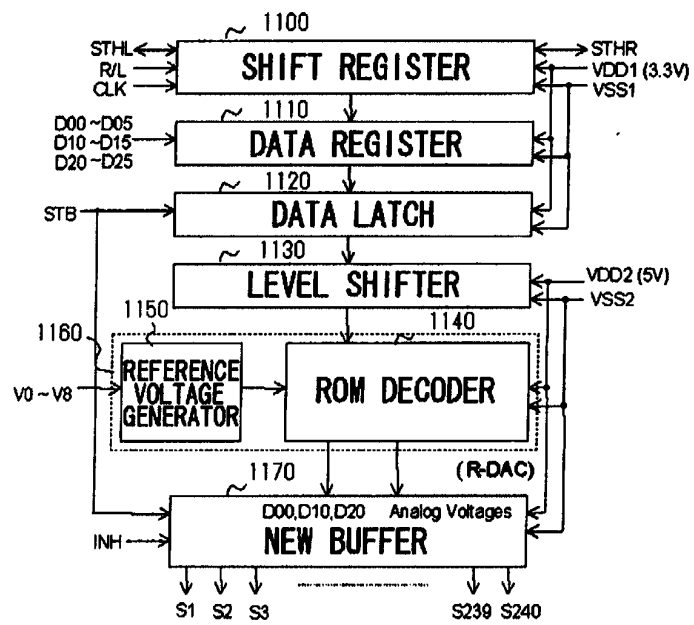 1100
STHL
SHIFT REGISTER
STHR
R/L
VDD1 (3.3V)
CLK
VSS1
1110
D00 ~D05
D10 ~D15
D20 ~D25
DATA REGISTER
1120
STB
DATA LATCH
1130
LEVEL SHIFTER
VDD2 (5V)
VSS2
1160
1150
1140
REFERENCE
VOLTAGE
GENERATOR
V0 ~ V8
ROM DECODER
(R-DAC)
1170
D00,D10,D20 Analog Voltages
INH
NEW BUFFER
S1 S2 S3 S239 S240